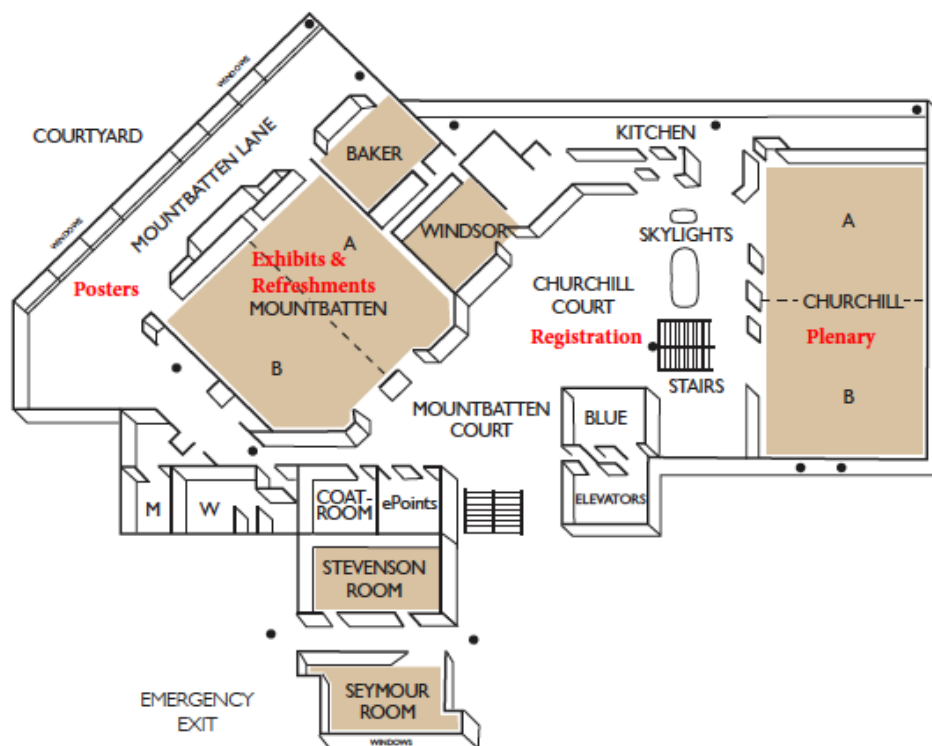 WINDOWS
COURTYARD
MOUNTBATTEN LANE
WINDOWS
Posters
BAKER
WINDSOR
A
Exhibits &
Refreshments
MOUNTBATTEN
B
KITCHEN
SKYLIGHTS
CHURCHILL
COURT
Registration
STAIRS
A
CHURCHILL
Plenary
B
MOUNTBATTEN
COURT
BLUE
ELEVATORS
M
W
COAT-
ROOM
ePoints
STEVENSON
ROOM
SEYMOUR
ROOM
WINDOWS
EMERGENCY
EXIT